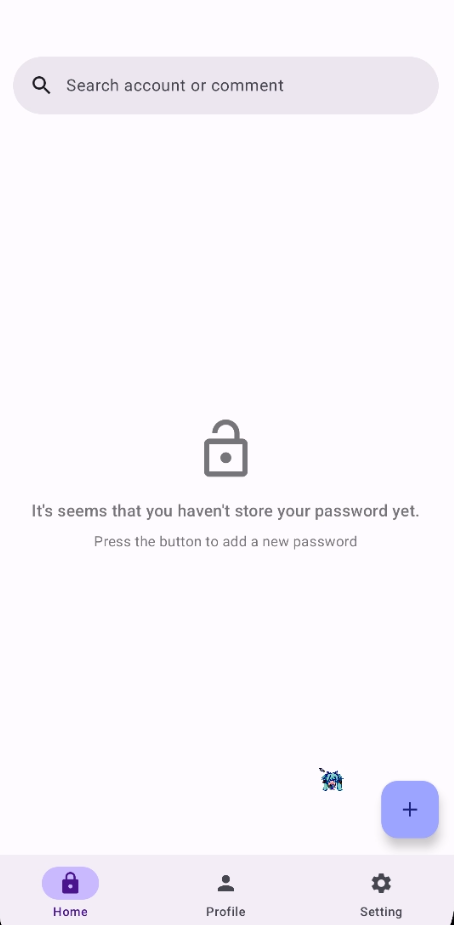 Search account or comment
It's seems that you haven't store your password yet.
Press the button to add a new password
Home
Profile
Setting